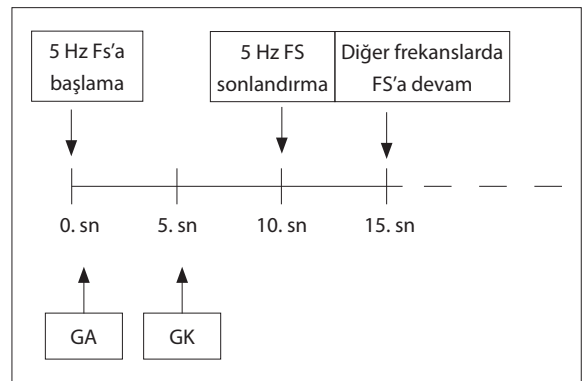 5 Hz Fs'a
başlama
5 Hz FS
sonlandırma
Diğer frekanslarda
FS'a devam
0. sn
5. sn
10. sn
15. sn
GA
GK